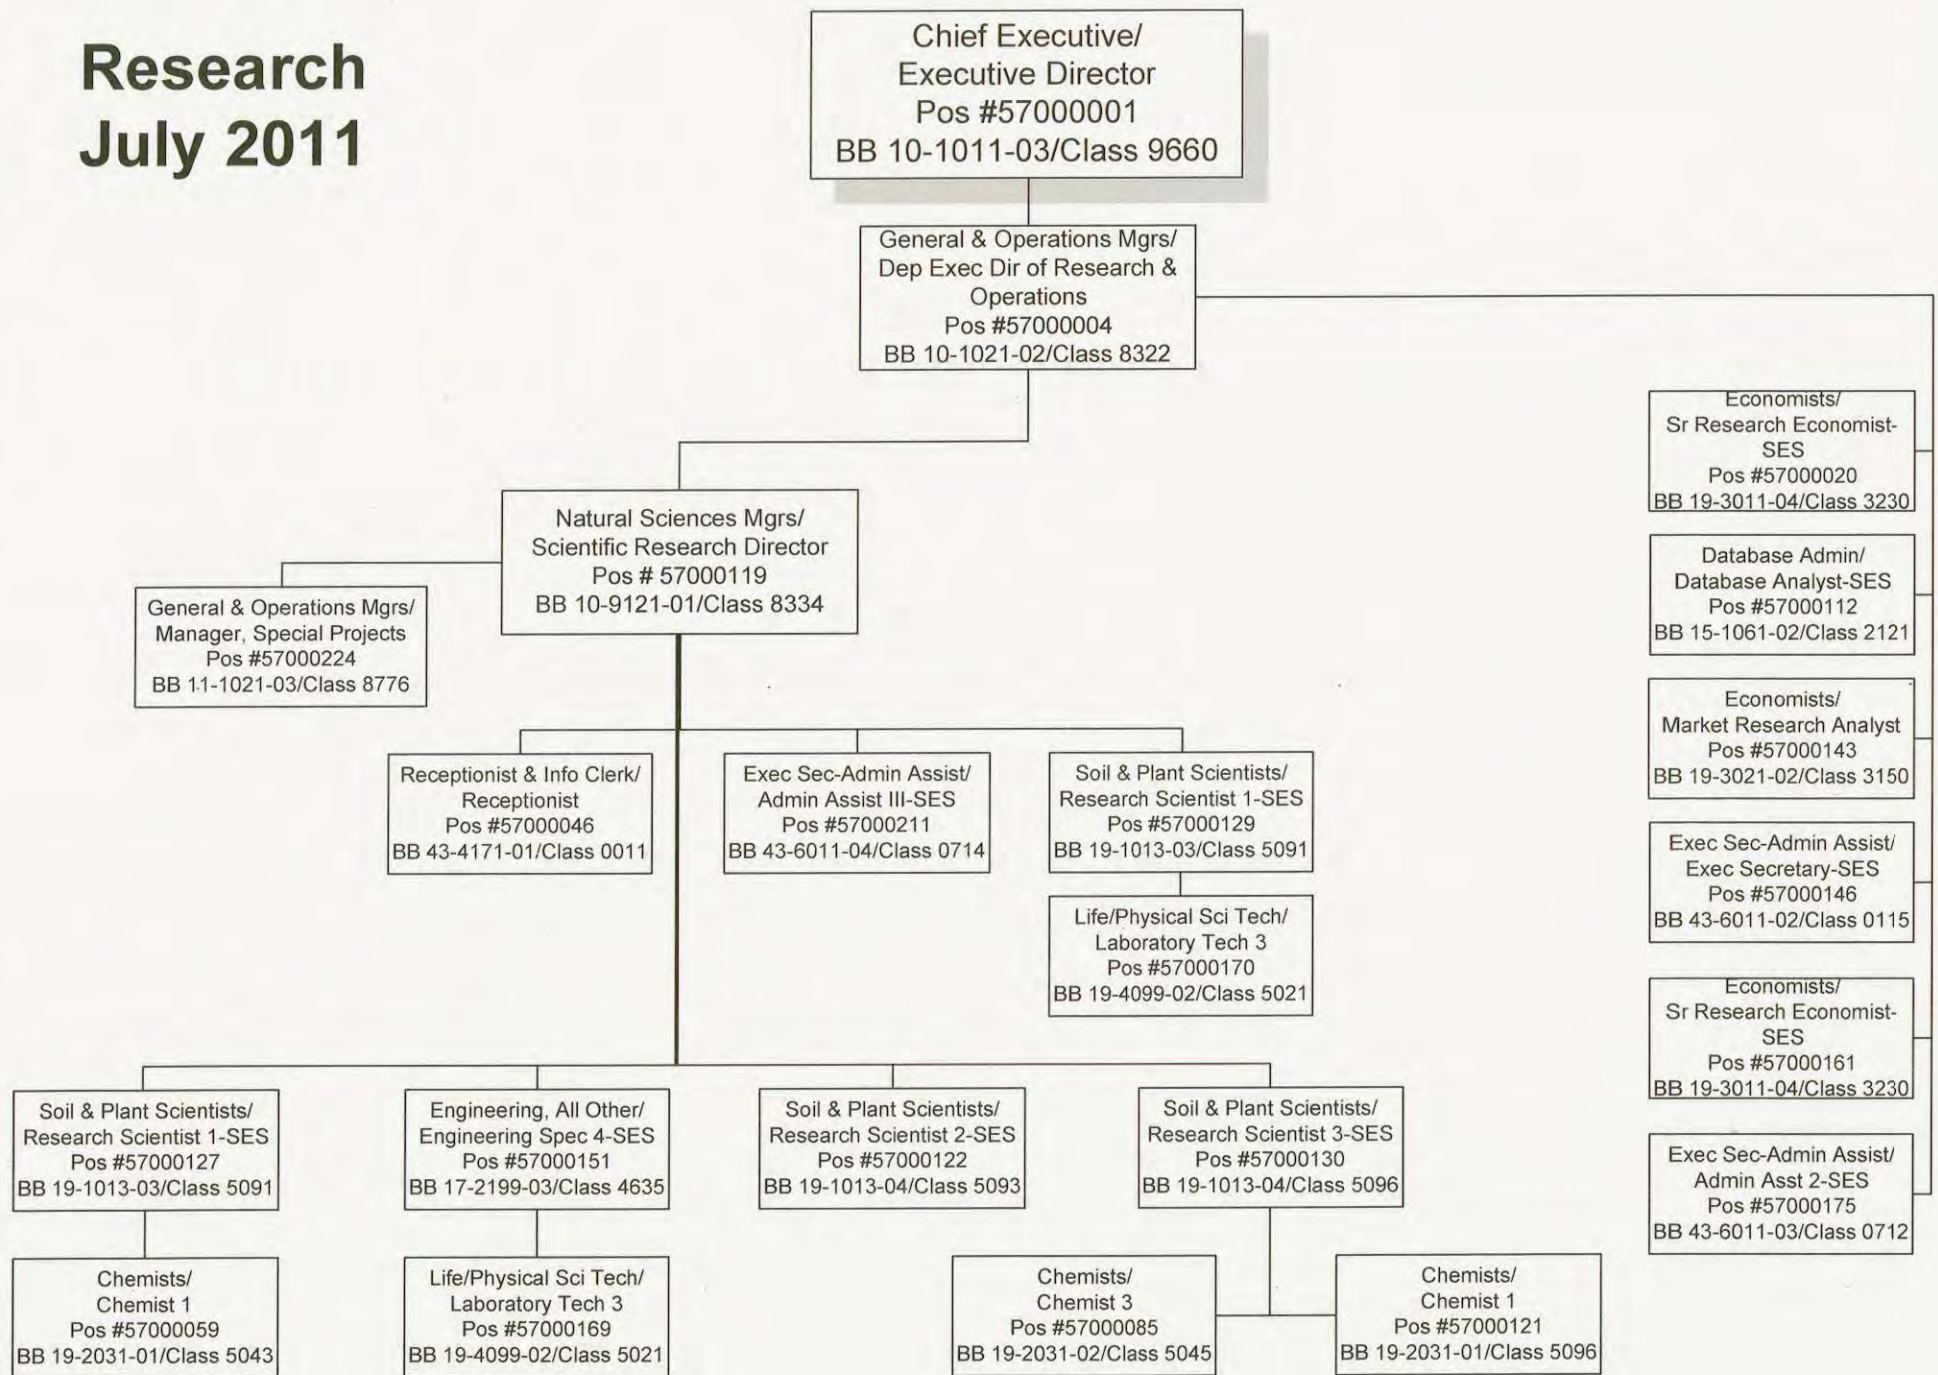 Research
July 2011
Chief Executive/
Executive Director
Pos #57000001
BB 10-1011-03/Class 9660
General & Operations Mgrs/
Dep Exec Dir of Research &
Operations
Pos #57000004
BB 10-1021-02/Class 8322
Natural Sciences Mgrs/
Scientific Research Director
Pos # 57000119
BB 10-9121-01/Class 8334
General & Operations Mgrs/
Manager, Special Projects
Pos #57000224
BB 11-1021-03/Class 8776
Receptionist & Info Clerk/
Receptionist
Pos #57000046
BB 43-4171-01/Class 0011
Exec Sec-Admin Assist/
Admin Assist III-SES
Pos #57000211
BB 43-6011-04/Class 0714
Soil & Plant Scientists/
Research Scientist 1-SES
Pos #57000129
BB 19-1013-03/Class 5091
Life/Physical Sci Tech/
Laboratory Tech 3
Pos #57000170
BB 19-4099-02/Class 5021
Soil & Plant Scientists/
Research Scientist 1-SES
Pos #57000127
BB 19-1013-03/Class 5091
Engineering, All Other/
Engineering Spec 4-SES
Pos #57000151
BB 17-2199-03/Class 4635
Soil & Plant Scientists/
Research Scientist 2-SES
Pos #57000122
BB 19-1013-04/Class 5093
Soil & Plant Scientists/
Research Scientist 3-SES
Pos #57000130
BB 19-1013-04/Class 5096
Chemists/
Chemist 1
Pos #57000059
BB 19-2031-01/Class 5043
Life/Physical Sci Tech/
Laboratory Tech 3
Pos #57000169
BB 19-4099-02/Class 5021
Chemists/
Chemist 3
Pos #57000085
BB 19-2031-02/Class 5045
Chemists/
Chemist 1
Pos #57000121
BB 19-2031-01/Class 5096
Economists/
Sr Research Economist-
SES
Pos #57000020
BB 19-3011-04/Class 3230
Database Admin/
Database Analyst-SES
Pos #57000112
BB 15-1061-02/Class 2121
Economists/
Market Research Analyst
Pos #57000143
BB 19-3021-02/Class 3150
Exec Sec-Admin Assist/
Exec Secretary-SES
Pos #57000146
BB 43-6011-02/Class 0115
Economists/
Sr Research Economist-
SES
Pos #57000161
BB 19-3011-04/Class 3230
Exec Sec-Admin Assist/
Admin Asst 2-SES
Pos #57000175
BB 43-6011-03/Class 0712